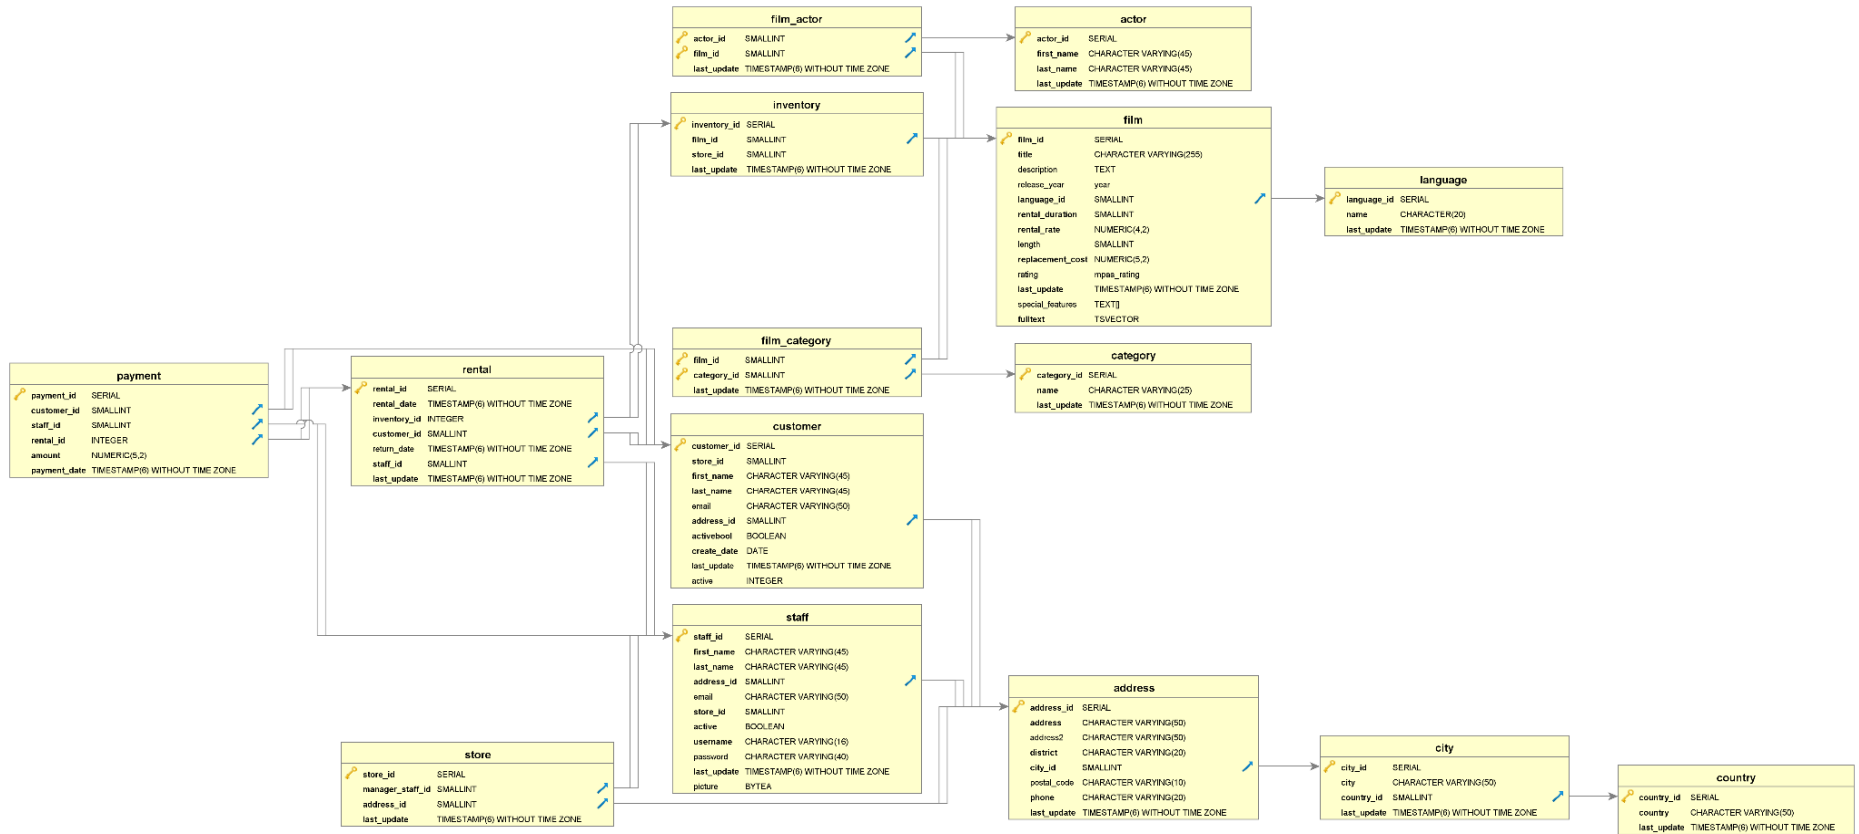 film_actor
actor_id SMALLINT
film_id SMALLINT
last_update TIMESTAMP(6) WITHOUT TIME ZONE
actor
actor_id SERIAL
first_name CHARACTER VARYING(45)
last_name CHARACTER VARYING(45)
last_update TIMESTAMP(6) WITHOUT TIME ZONE
inventory
inventory_id SERIAL
film_id SMALLINT
store_id SMALLINT
last_update TIMESTAMP(6) WITHOUT TIME ZONE
film
film_id SERIAL
title CHARACTER VARYING(255)
description TEXT
release_year year
language_id SMALLINT
rental_duration SMALLINT
rental_rate NUMERIC(4,2)
length SMALLINT
replacement_cost NUMERIC(5,2)
rating mpaa_rating
last_update TIMESTAMP(6) WITHOUT TIME ZONE
special_features TEXT[]
fulltext TSVECTOR
language
language_id SERIAL
name CHARACTER(20)
last_update TIMESTAMP(6) WITHOUT TIME ZONE
film_category
film_id SMALLINT
category_id SMALLINT
last_update TIMESTAMP(6) WITHOUT TIME ZONE
category
category_id SERIAL
name CHARACTER VARYING(25)
last_update TIMESTAMP(6) WITHOUT TIME ZONE
payment
payment_id SERIAL
customer_id SMALLINT
staff_id SMALLINT
rental_id INTEGER
amount NUMERIC(5,2)
payment_date TIMESTAMP(6) WITHOUT TIME ZONE
rental
rental_id SERIAL
rental_date TIMESTAMP(6) WITHOUT TIME ZONE
inventory_id INTEGER
customer_id SMALLINT
return_date TIMESTAMP(6) WITHOUT TIME ZONE
staff_id SMALLINT
last_update TIMESTAMP(6) WITHOUT TIME ZONE
customer
customer_id SERIAL
store_id SMALLINT
first_name CHARACTER VARYING(45)
last_name CHARACTER VARYING(45)
email CHARACTER VARYING(50)
address_id SMALLINT
activebool BOOLEAN
create_date DATE
last_update TIMESTAMP(6) WITHOUT TIME ZONE
active INTEGER
staff
staff_id SERIAL
first_name CHARACTER VARYING(45)
last_name CHARACTER VARYING(45)
address_id SMALLINT
email CHARACTER VARYING(50)
store_id SMALLINT
active BOOLEAN
username CHARACTER VARYING(16)
password CHARACTER VARYING(40)
last_update TIMESTAMP(6) WITHOUT TIME ZONE
picture BYTEA
store
store_id SERIAL
manager_staff_id SMALLINT
address_id SMALLINT
last_update TIMESTAMP(6) WITHOUT TIME ZONE
address
address_id SERIAL
address CHARACTER VARYING(50)
address2 CHARACTER VARYING(50)
district CHARACTER VARYING(20)
city_id SMALLINT
postal_code CHARACTER VARYING(10)
phone CHARACTER VARYING(20)
last_update TIMESTAMP(6) WITHOUT TIME ZONE
city
city_id SERIAL
city CHARACTER VARYING(50)
country_id SMALLINT
last_update TIMESTAMP(6) WITHOUT TIME ZONE
country
country_id SERIAL
country CHARACTER VARYING(50)
last_update TIMESTAMP(6) WITHOUT TIME ZONE